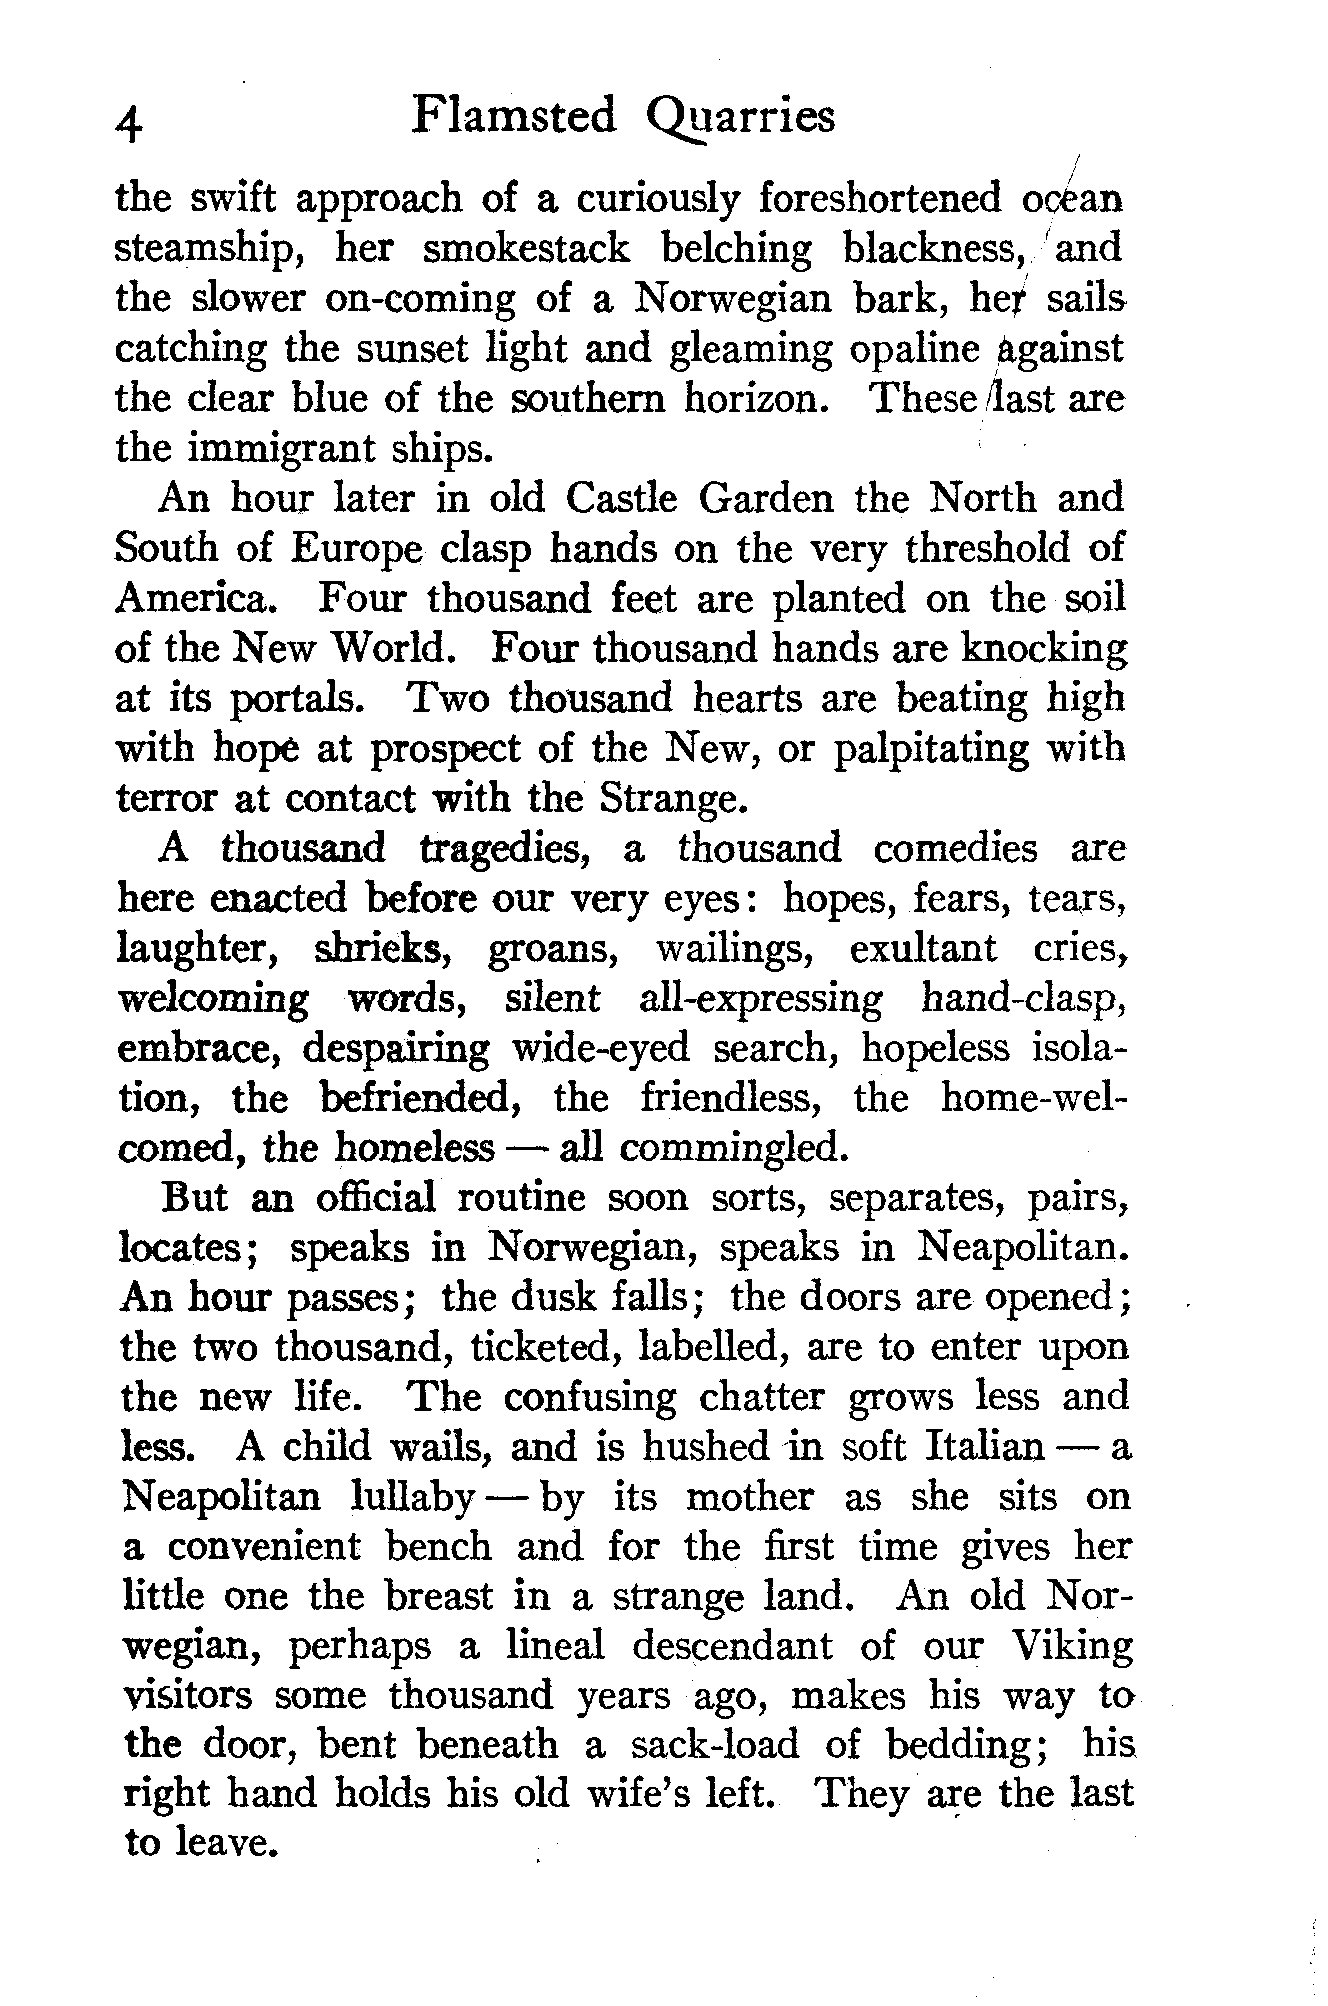 4 Flamsted Quarries
the swift approach of a curiously foreshortened ocean
steamship, her smokestack belching blackness, and
the slower on-coming of a Norwegian bark, her sails
catching the sunset light and gleaming opaline against
the clear blue of the southern horizon. These last are
the immigrant ships.
An hour later in old Castle Garden the North and
South of Europe clasp hands on the very threshold of
America. Four thousand feet are planted on the soil
of the New World. Four thousand hands are knocking
at its portals. Two thousand hearts are beating high
with hope at prospect of the New, or palpitating with
terror at contact with the Strange.
A thousand tragedies, a thousand comedies are
here enacted before our very eyes: hopes, fears, tears,
laughter, shrieks, groans, wailings, exultant cries,
welcoming words, silent all-expressing hand-clasp,
embrace, despairing wide-eyed search, hopeless isola-
tion, the befriended, the friendless, the home-wel-
comed, the homeless — all commingled.
But an official routine soon sorts, separates, pairs,
locates; speaks in Norwegian, speaks in Neapolitan.
An hour passes; the dusk falls; the doors are opened;
the two thousand, ticketed, labelled, are to enter upon
the new life. The confusing chatter grows less and
less. A child wails, and is hushed in soft Italian — a
Neapolitan lullaby — by its mother as she sits on
a convenient bench and for the first time gives her
little one the breast in a strange land. An old Nor-
wegian, perhaps a lineal descendant of our Viking
visitors some thousand years ago, makes his way to
the door, bent beneath a sack-load of bedding; his
right hand holds his old wife's left. They are the last
to leave.